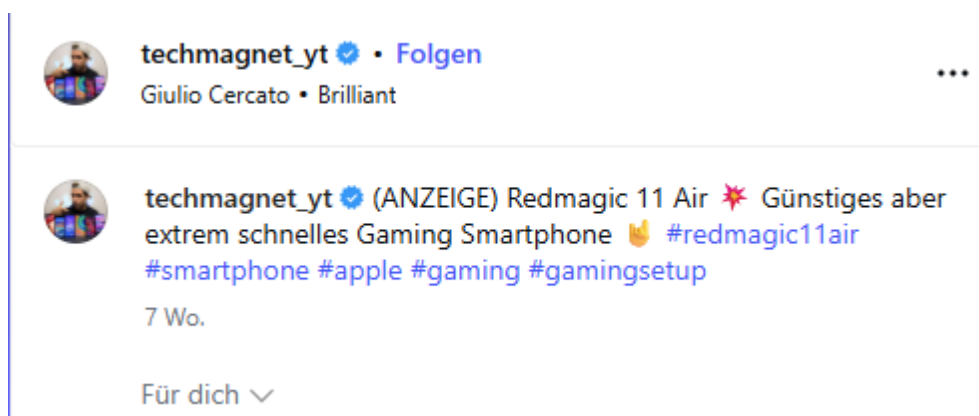 techmagnet_yt • Folgen
Giulio Cercato • Brilliant
techmagnet_yt (ANZEIGE) Redmagic 11 Air 💥 Günstiges aber
extrem schnelles Gaming Smartphone 🤘 #redmagic11air
#smartphone #apple #gaming #gamingsetup
7 Wo.
Für dich